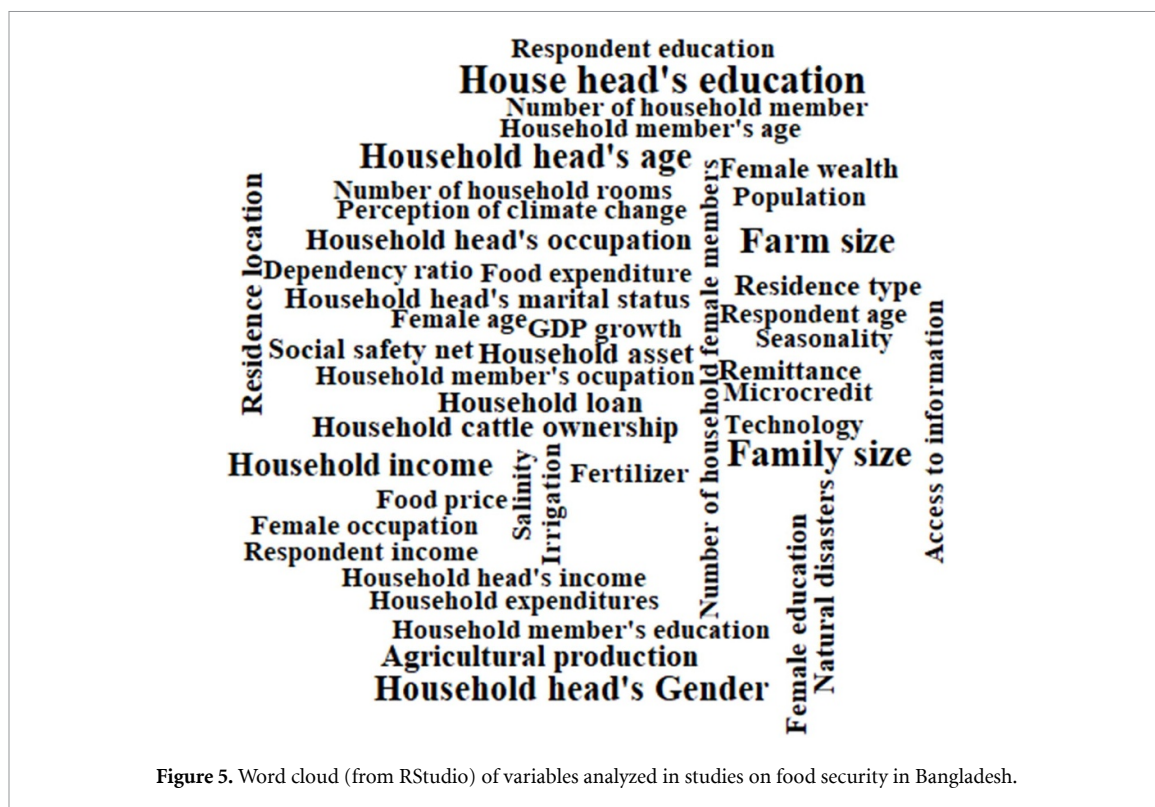 Respondent education
House head's education
Number of household member
Household member's age
Household head's age
Female wealth
Number of household rooms
Population
Perception of climate change
Household head's occupation
Farm size
Residence location
Number of household female members
Dependency ratio
Food expenditure
Residence type
Household head's marital status
Respondent age
Female age
GDP growth
Seasonality
Social safety net
Household asset
Remittance
Household member's ocupation
Microcredit
Household loan
Access to information
Household cattle ownership
Technology
Family size
Household income
Fertilizer
Salinity
Irrigation
Food price
Female occupation
Respondent income
Household head's income
Household expenditures
Household member's education
Female education
Natural disasters
Agricultural production
Household head's Gender
Figure 5. Word cloud (from RStudio) of variables analyzed in studies on food security in Bangladesh.